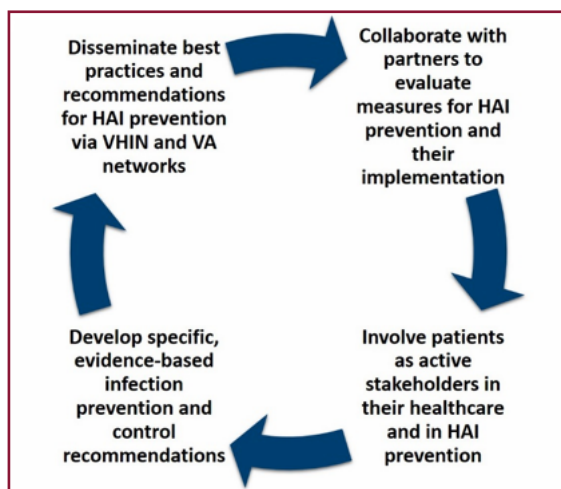 Disseminate best
practices and
recommendations
for HAI prevention
via VHIN and VA
networks
Collaborate with
partners to
evaluate
measures for HAI
prevention and
their
implementation
Involve patients
as active
stakeholders in
their healthcare
and in HAI
prevention
Develop specific,
evidence-based
infection
prevention and
control
recommendations